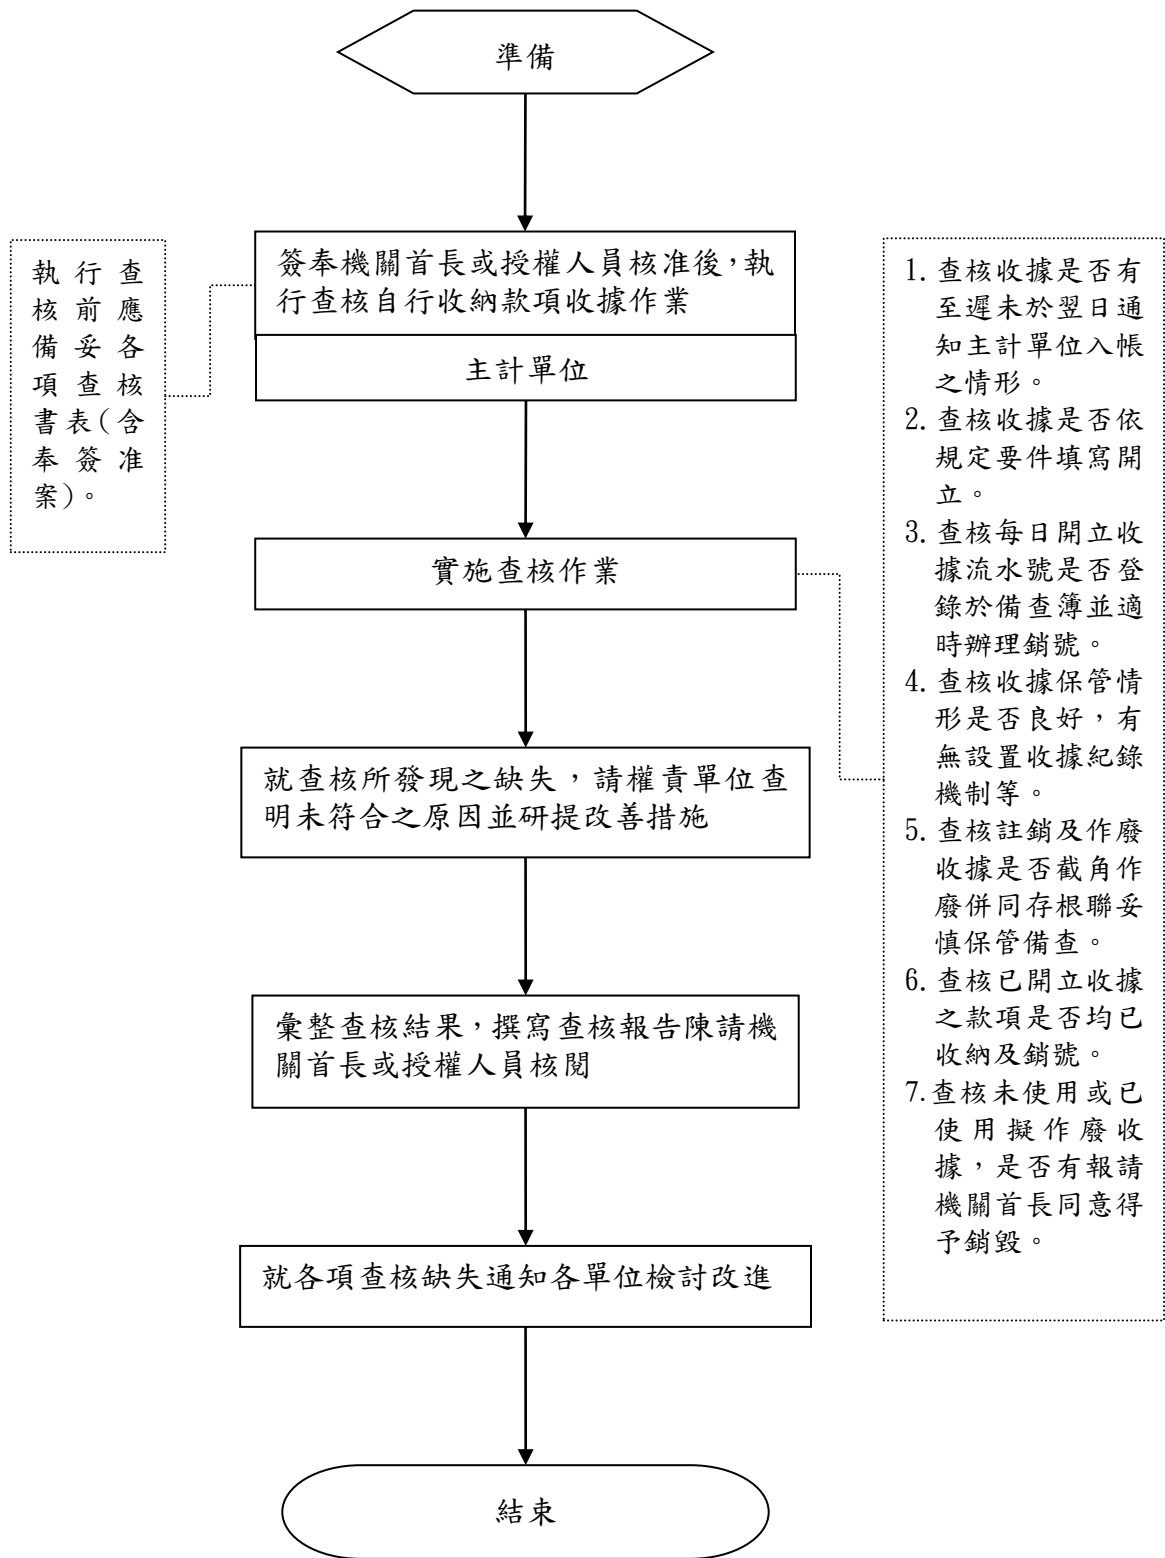 準備
簽奉機關首長或授權人員核准後，執
行查核自行收納款項收據作業
主計單位
執行查
核前應
備妥各
項查核
書表(含
奉簽准
案)。
實施查核作業
1. 查核收據是否有
至遲未於翌日通
知主計單位入帳
之情形。
2. 查核收據是否依
規定要件填寫開
立。
3. 查核每日開立收
據流水號是否登
錄於備查簿並適
時辦理銷號。
4. 查核收據保管情
形是否良好，有
無設置收據紀錄
機制等。
5. 查核註銷及作廢
收據是否截角作
廢併同存根聯妥
慎保管備查。
6. 查核已開立收據
之款項是否均已
收納及銷號。
7. 查核未使用或已
使用擬作廢收
據，是否有報請
機關首長同意得
予銷毀。
就查核所發現之缺失，請權責單位查
明未符合之原因並研提改善措施
彙整查核結果，撰寫查核報告陳請機
關首長或授權人員核閱
就各項查核缺失通知各單位檢討改進
結束